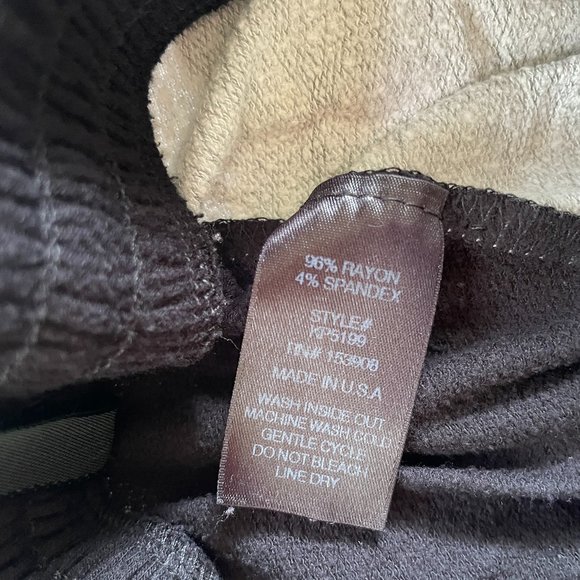 96% RAYON
4% SPANDEX
STYLE#
KP5199
RN# 153908
MADE IN U.S.A
WASH INSIDE OUT
MACHINE WASH COLD
GENTLE CYCLE
DO NOT BLEACH
LINE DRY